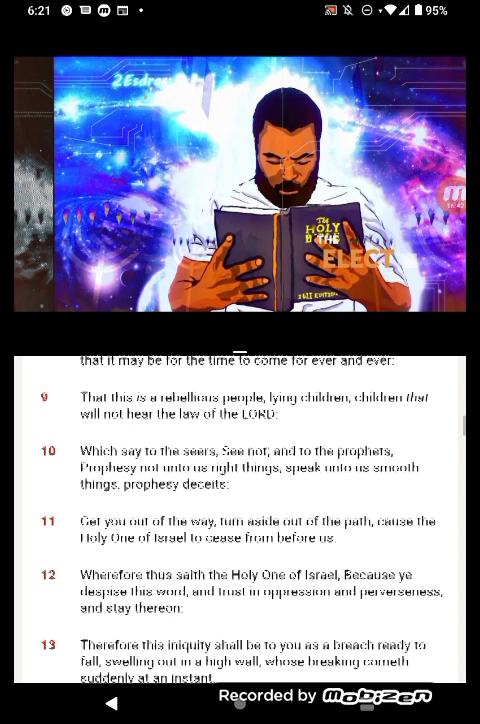 6:21
95%
2Esdras
16:42
The
HOLY
B
THE
ELECT
1611 EDITION
that it may be for the time to come for ever and ever:
9 That this is a rebellious people, lying children, children that
will not hear the law of the LORD:
10 Which say to the seers, See not; and to the prophets,
Prophesy not unto us right things, speak unto us smooth
things, prophesy deceits:
11 Get you out of the way, turn aside out of the path, cause the
Holy One of Israel to cease from before us.
12 Wherefore thus saith the Holy One of Israel, Because ye
despise this word, and trust in oppression and perverseness,
and stay thereon:
13 Therefore this iniquity shall be to you as a breach ready to
fall, swelling out in a high wall, whose breaking cometh
suddenly at an instant.
Recorded by mobizen